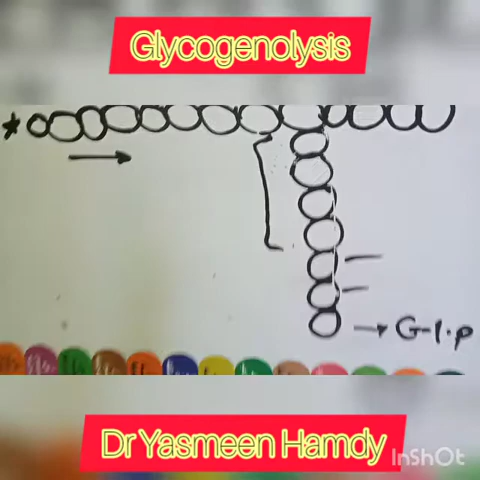 Glycogenolysis
*
→ G-1-P
Dr Yasmeen Hamdy
InShOt